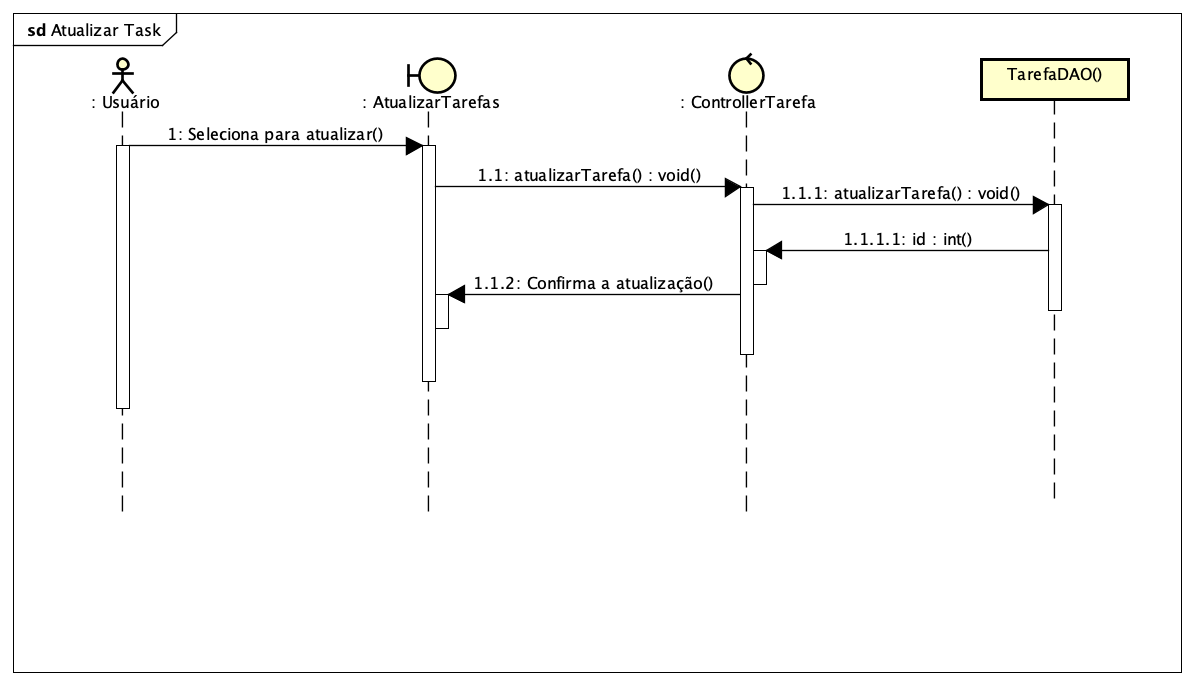 sd Atualizar Task
: Usuário
: AtualizarTarefas
: ControllerTarefa
TarefaDAO()
1: Seleciona para atualizar()
1.1: atualizarTarefa() : void()
1.1.1: atualizarTarefa() : void()
1.1.1.1: id : int()
1.1.2: Confirma a atualização()